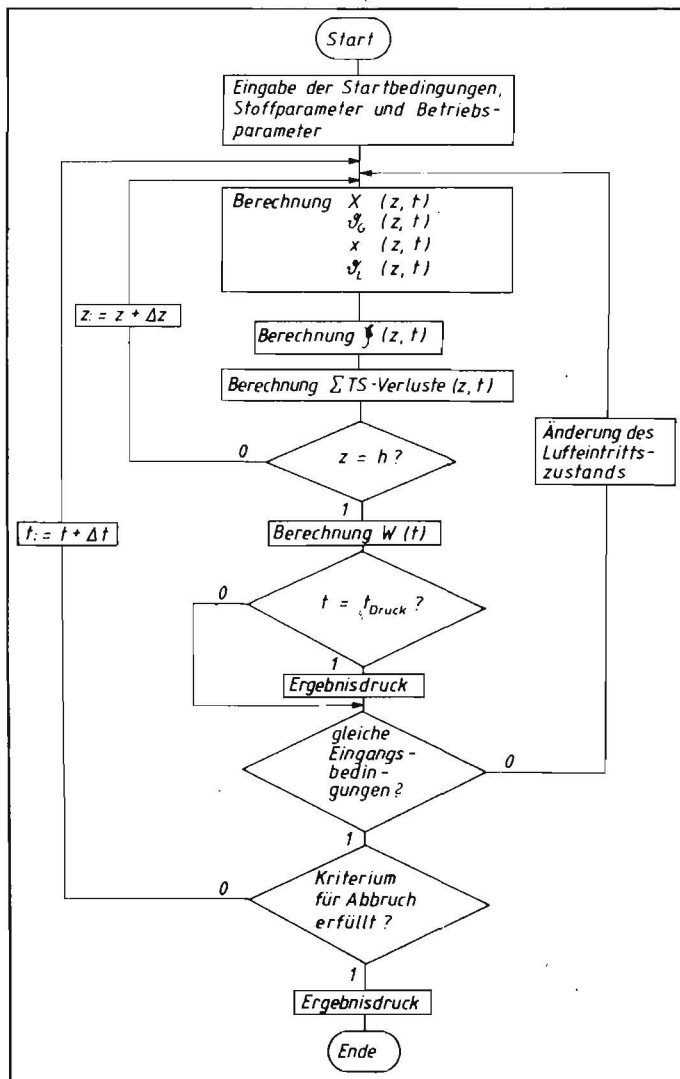 Start
Eingabe der Startbedingungen,
Stoffparameter und Betriebs-
parameter
Berechnung X (z, t)
ϑG (z, t)
x (z, t)
ϑL (z, t)
z: = z + Δz
Berechnung (z, t)
Berechnung ∑ TS-Verluste (z, t)
Änderung des
Lufteintritts-
zustands
0
z = h ?
1
t: = t + Δt
Berechnung W (t)
0
t = tDruck ?
1
Ergebnisdruck
gleiche
Eingangs-
bedin-
gungen ?
0
1
0
Kriterium
für Abbruch
erfüllt ?
1
Ergebnisdruck
Ende